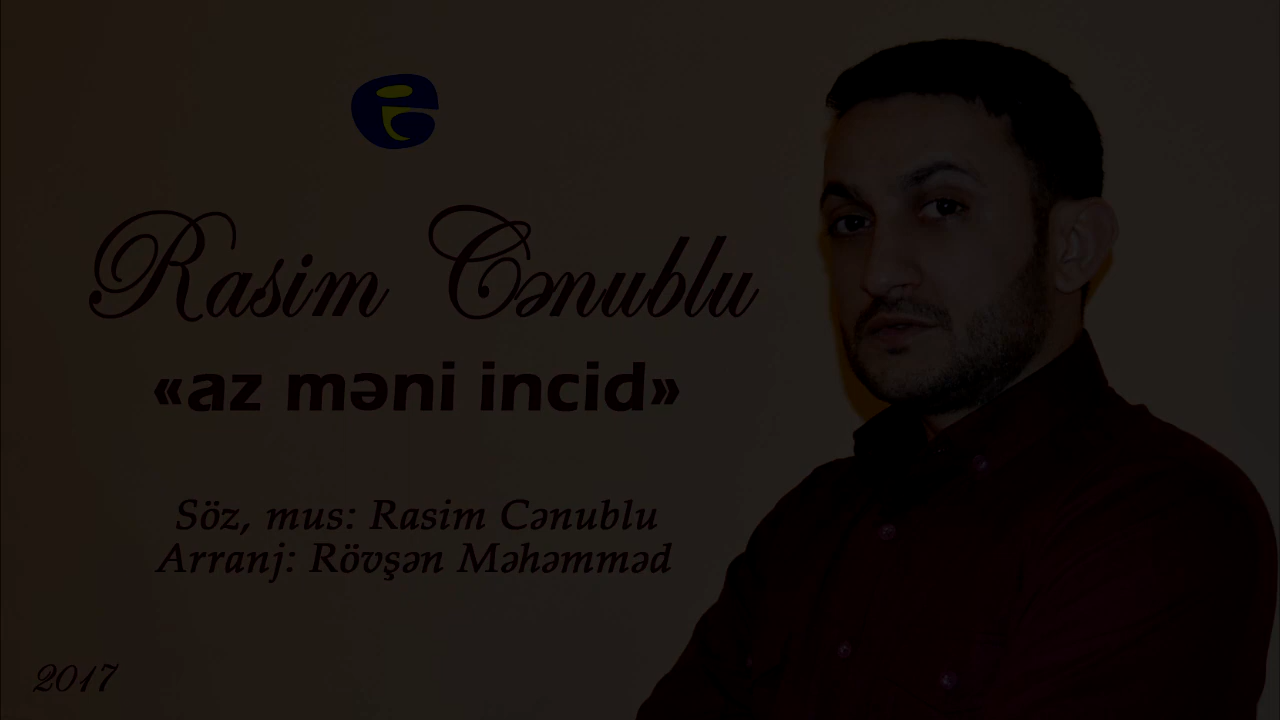 Rasim Cənublu
«az məni incid»
Söz, mus: Rasim Cənublu
Arranj: Rövşən Məhəmməd
2017